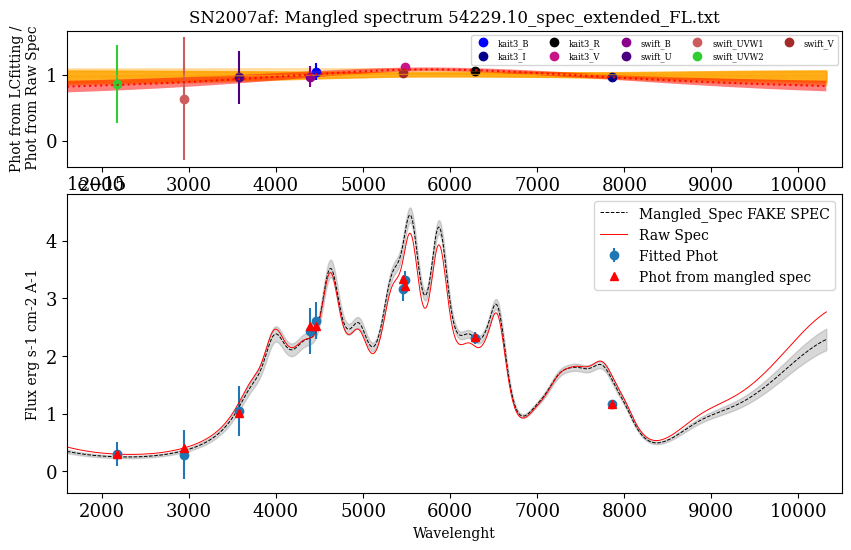 SN2007af: Mangled spectrum 54229.10_spec_extended_FL.txt
Phot from LCfitting /
Phot from Raw Spec
1
0
kait3_B kait3_R swift_B swift_UVW1 swift_V
kait3_I kait3_V swift_U swift_UVW2
2000 3000 4000 5000 6000 7000 8000 9000 10000
1e−15
Flux erg s-1 cm-2 A-1
4
3
2
1
0
Mangled_Spec FAKE SPEC
Raw Spec
Fitted Phot
Phot from mangled spec
2000 3000 4000 5000 6000 7000 8000 9000 10000
Wavelenght